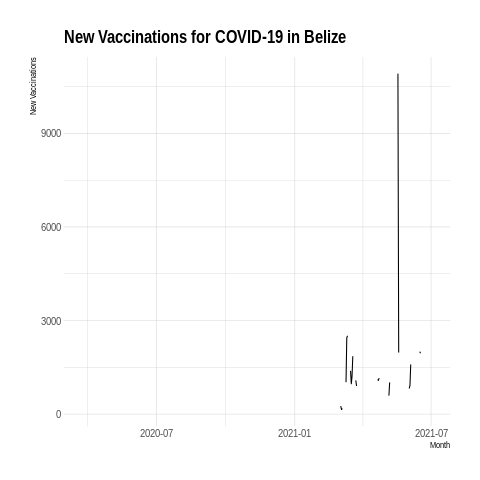 New Vaccinations for COVID-19 in Belize
New Vaccinations
9000
6000
3000
0
2020-07
2021-01
2021-07
Month